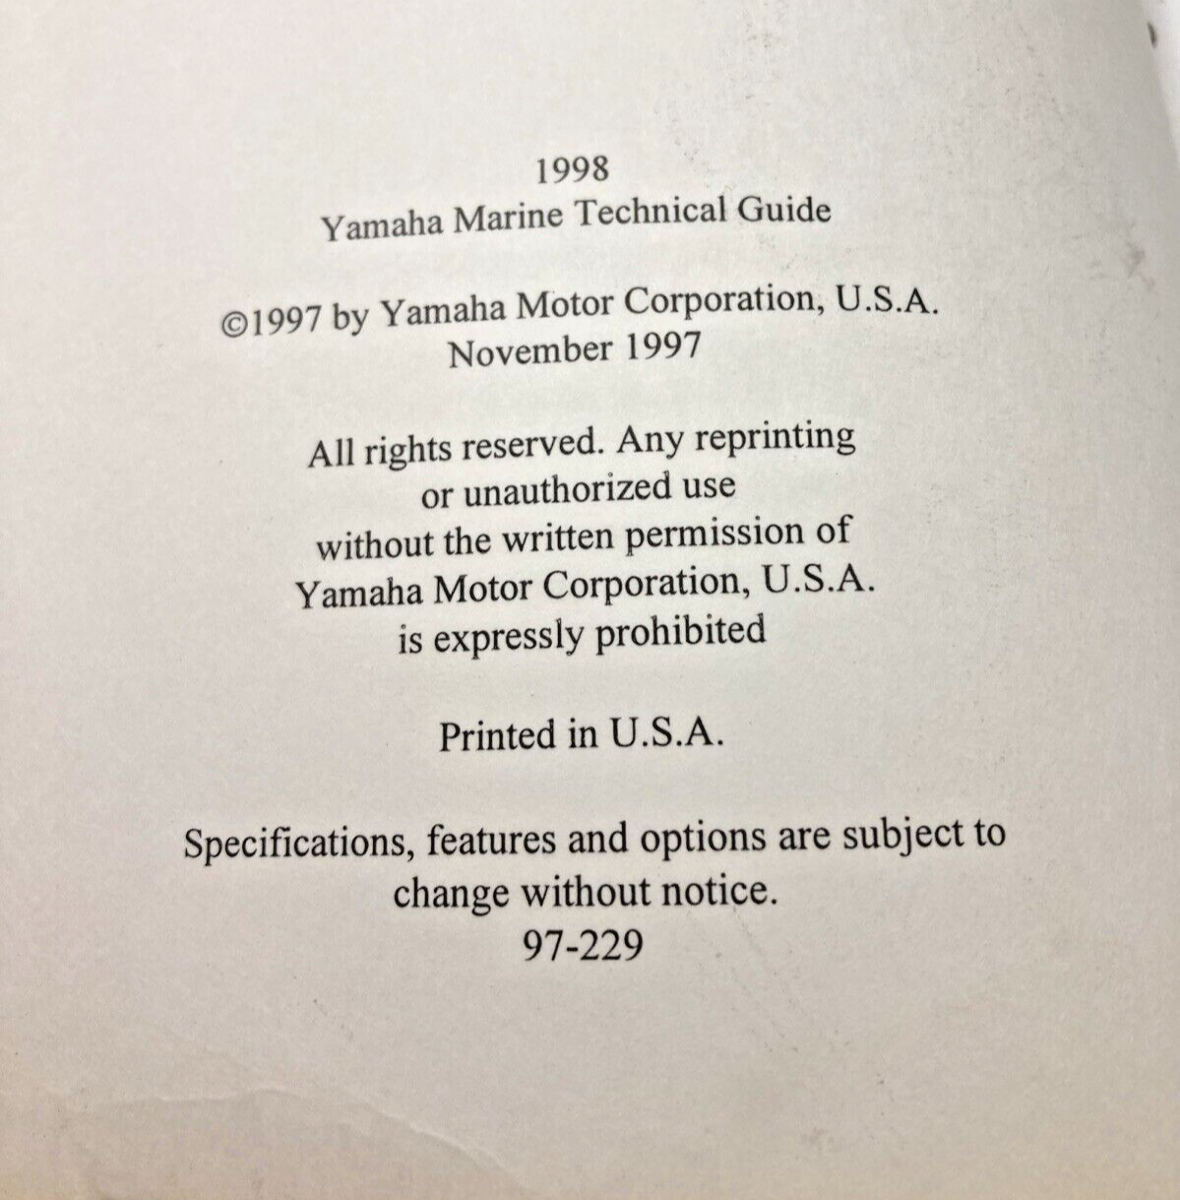 1998
Yamaha Marine Technical Guide
©1997 by Yamaha Motor Corporation, U.S.A.
November 1997
All rights reserved. Any reprinting
or unauthorized use
without the written permission of
Yamaha Motor Corporation, U.S.A.
is expressly prohibited
Printed in U.S.A.
Specifications, features and options are subject to
change without notice.
97-229